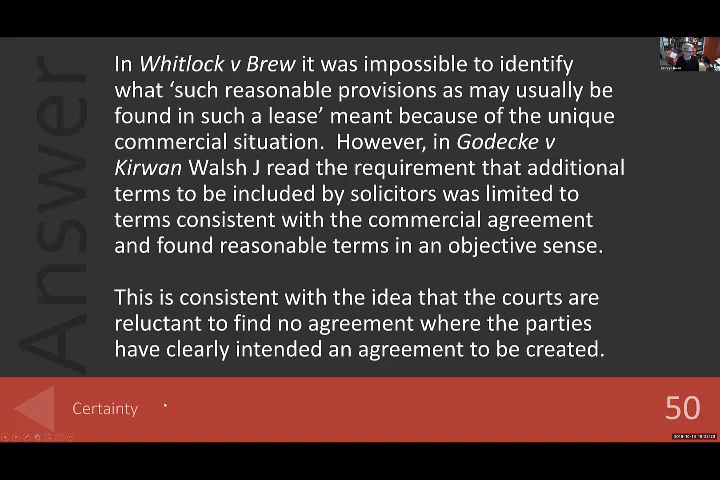 Answer
In Whitlock v Brew it was impossible to identify
what ‘such reasonable provisions as may usually be
found in such a lease’ meant because of the unique
commercial situation. However, in Godecke v
Kirwan Walsh J read the requirement that additional
terms to be included by solicitors was limited to
terms consistent with the commercial agreement
and found reasonable terms in an objective sense.
This is consistent with the idea that the courts are
reluctant to find no agreement where the parties
have clearly intended an agreement to be created.
Certainty
50